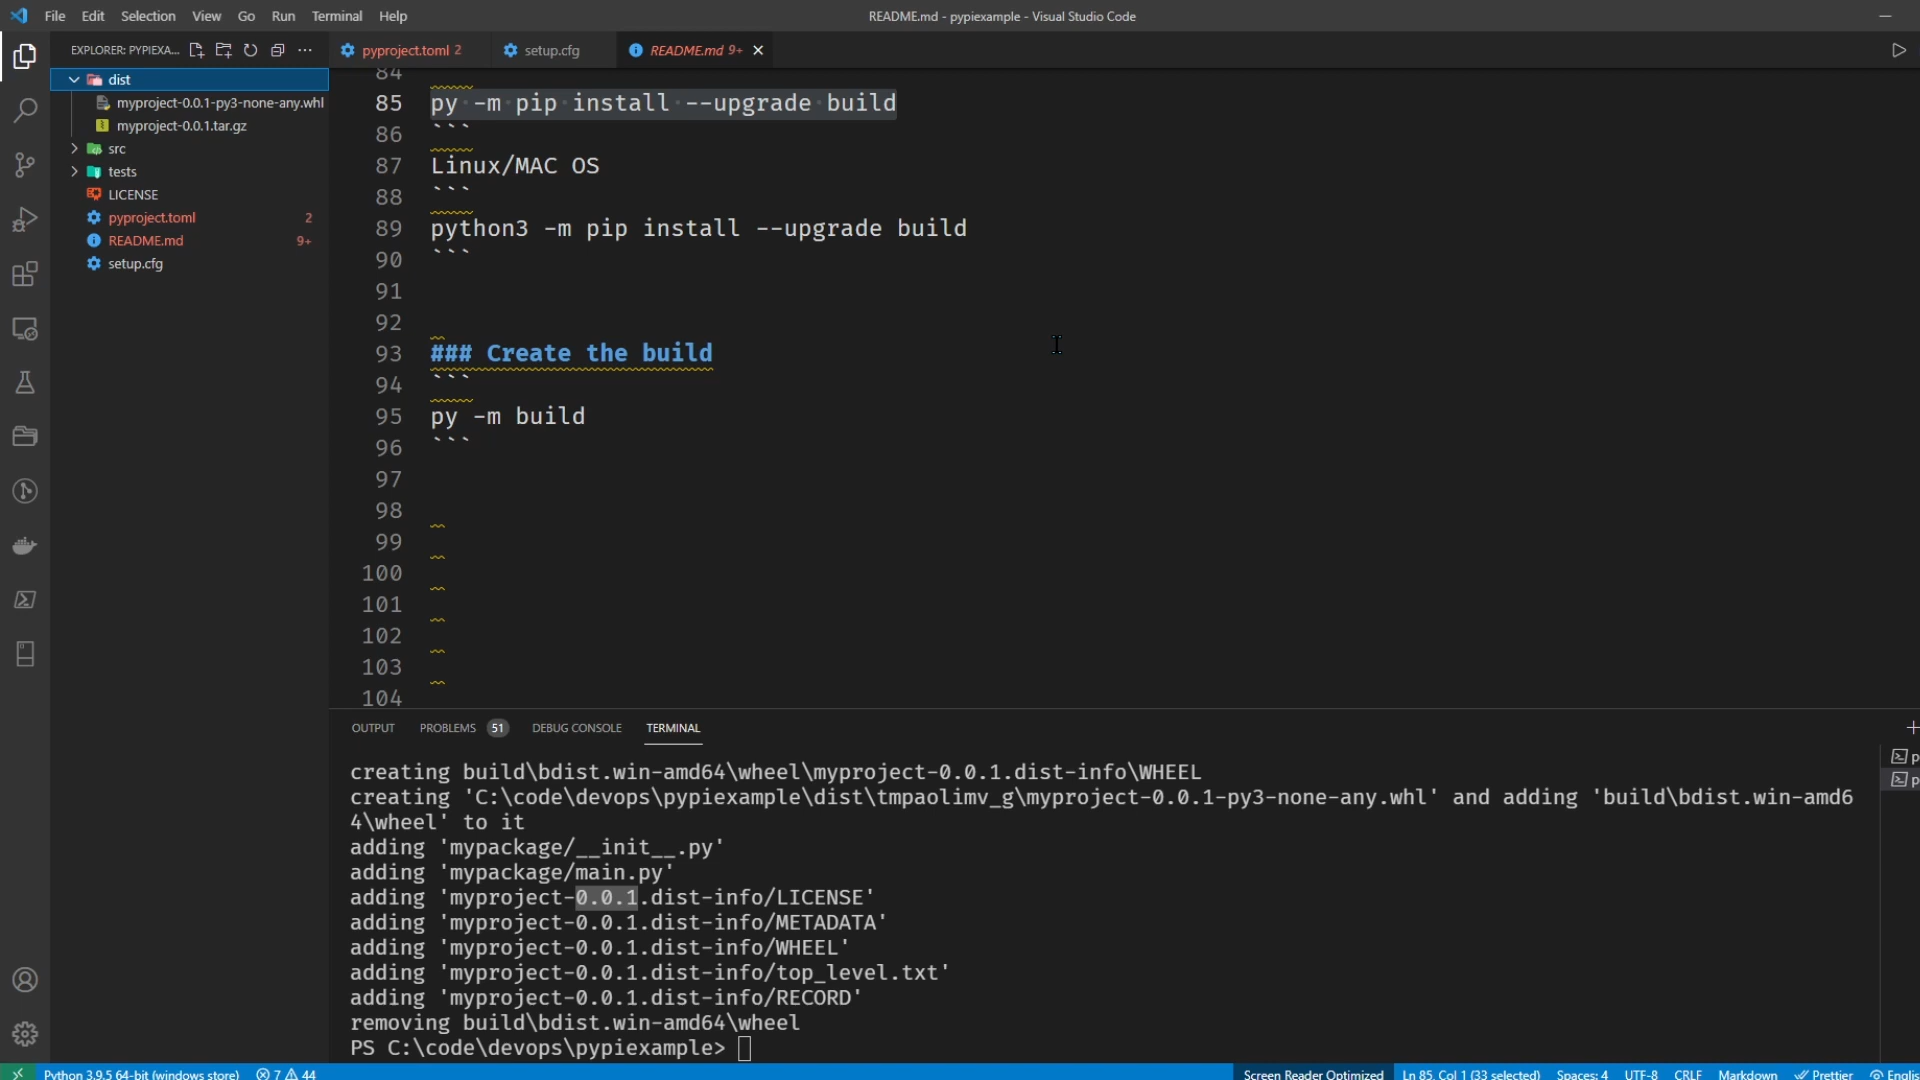 File Edit Selection View Go Run Terminal Help
README.md - pypiexample - Visual Studio Code
EXPLORER: PYPIEXA...
pyproject.toml 2
setup.cfg
README.md 9+
dist
myproject-0.0.1-py3-none-any.whl
myproject-0.0.1.tar.gz
src
tests
LICENSE
pyproject.toml 2
README.md 9+
setup.cfg
84
85 py -m pip install --upgrade build
86 ```
87 Linux/MAC OS
88 ```
89 python3 -m pip install --upgrade build
90 ```
91
92
93 ### Create the build
94 ```
95 py -m build
96 ```
97
98
99
100
101
102
103
104
OUTPUT PROBLEMS 51 DEBUG CONSOLE TERMINAL
creating build\bdist.win-amd64\wheel\myproject-0.0.1.dist-info\WHEEL
creating 'C:\code\devops\pypiexample\dist\tmpaolimv_g\myproject-0.0.1-py3-none-any.whl' and adding 'build\bdist.win-amd6
4\wheel' to it
adding 'mypackage/__init__.py'
adding 'mypackage/main.py'
adding 'myproject-0.0.1.dist-info/LICENSE'
adding 'myproject-0.0.1.dist-info/METADATA'
adding 'myproject-0.0.1.dist-info/WHEEL'
adding 'myproject-0.0.1.dist-info/top_level.txt'
adding 'myproject-0.0.1.dist-info/RECORD'
removing build\bdist.win-amd64\wheel
PS C:\code\devops\pypiexample>
p
p
Python 3.9.5 64-bit (windows store) 7 44 Screen Reader Optimized Ln 85, Col 1 (33 selected) Spaces: 4 UTF-8 CRLF Markdown Prettier Englis